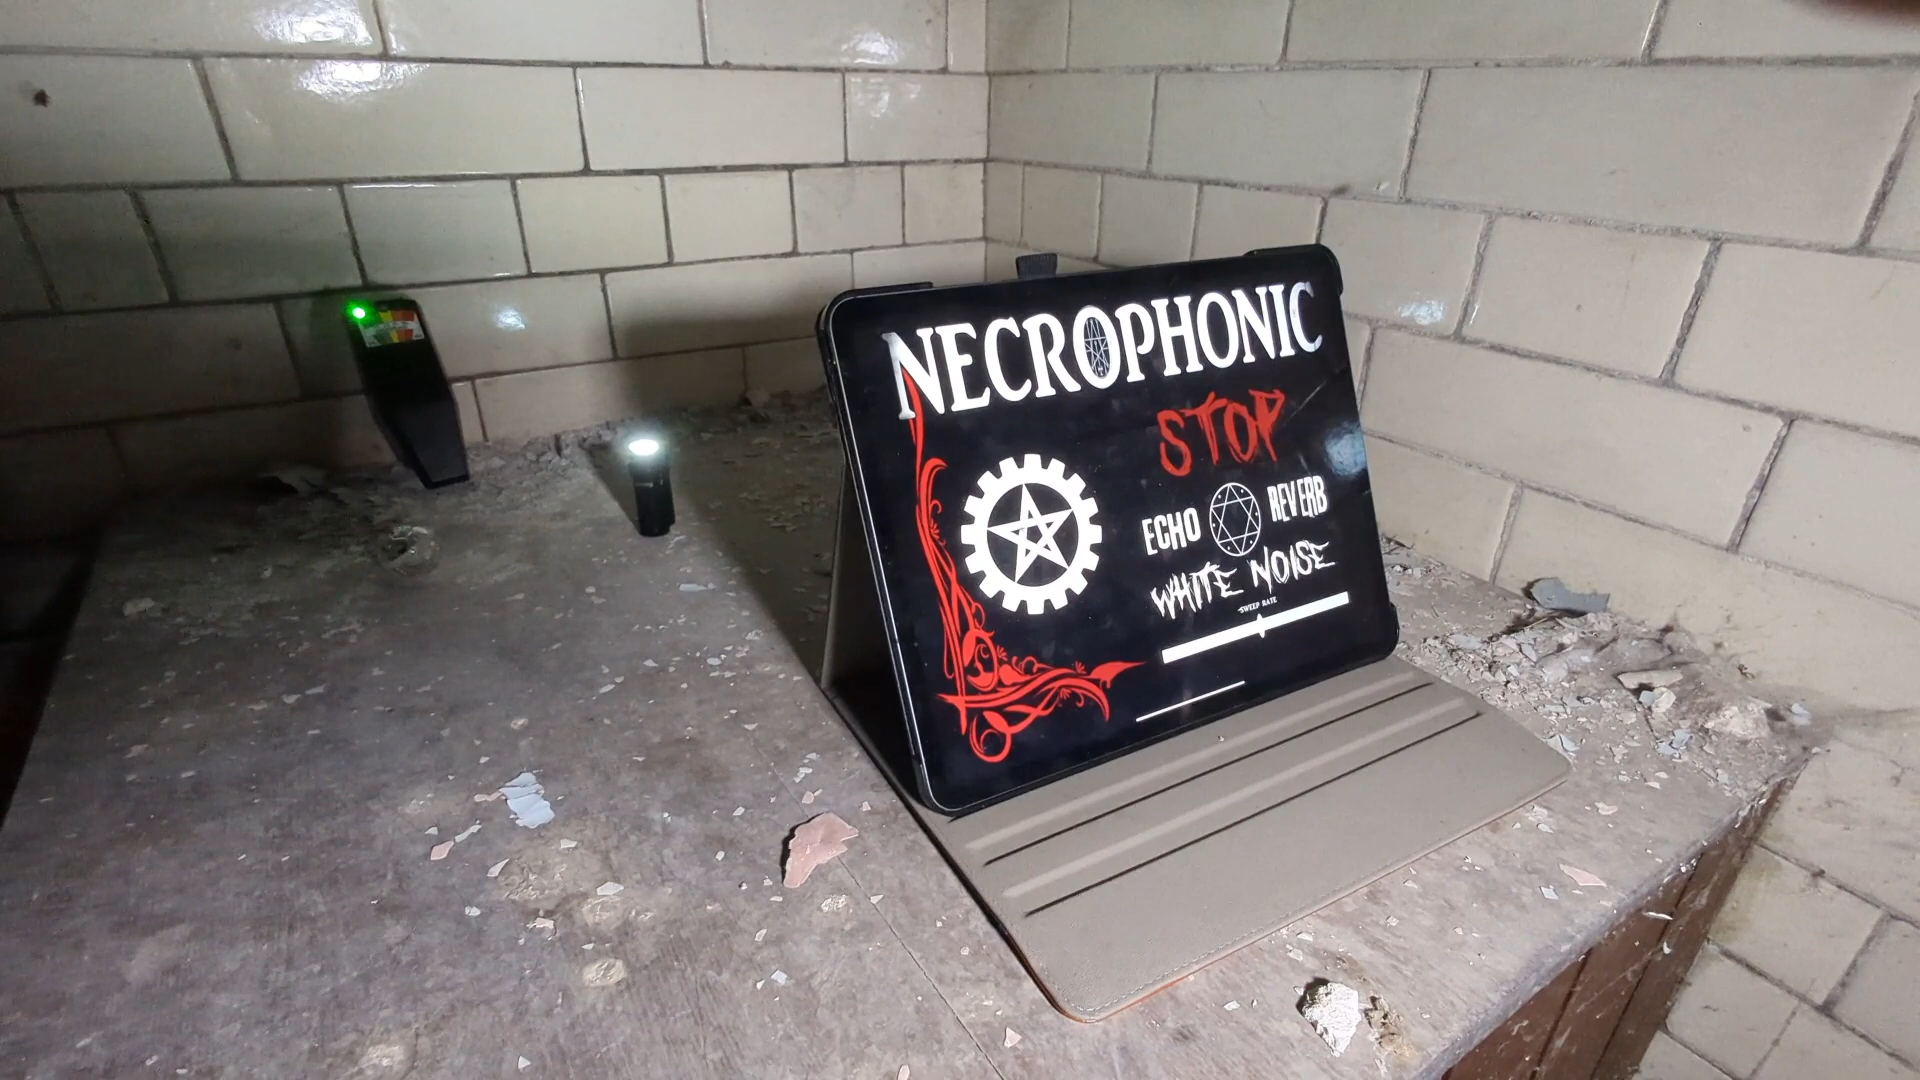 NECROPHONIC
STOP
ECHO REVERB
WHITE NOISE
SWEEP RATE